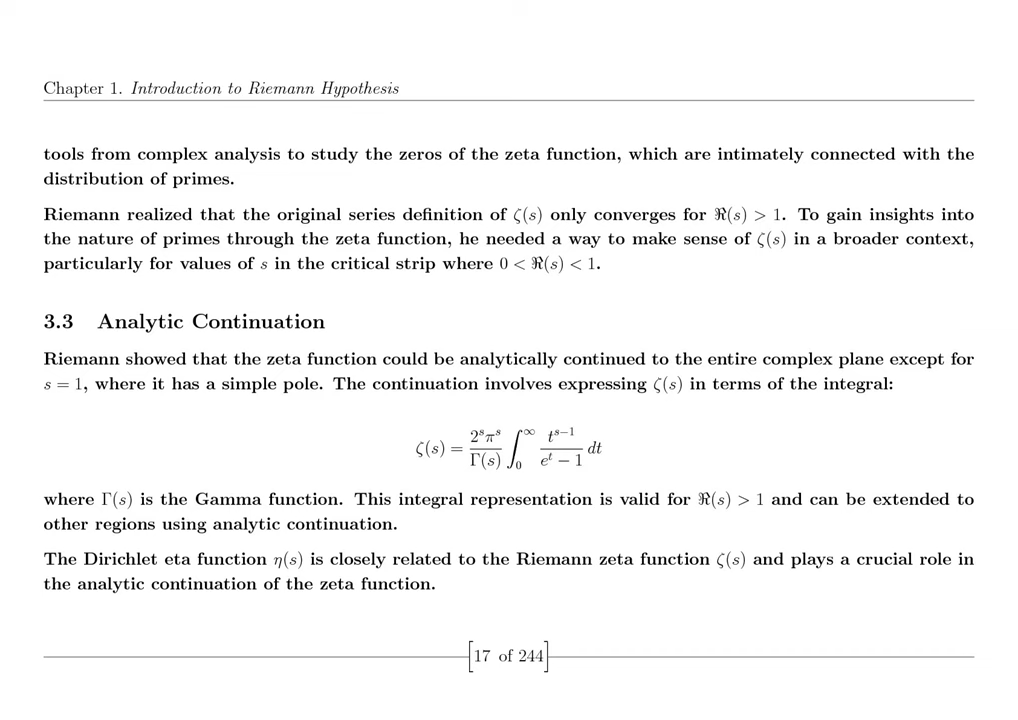 Chapter 1. Introduction to Riemann Hypothesis
tools from complex analysis to study the zeros of the zeta function, which are intimately connected with the
distribution of primes.
Riemann realized that the original series definition of ζ(s) only converges for ℜ(s) > 1. To gain insights into
the nature of primes through the zeta function, he needed a way to make sense of ζ(s) in a broader context,
particularly for values of s in the critical strip where 0 < ℜ(s) < 1.
3.3 Analytic Continuation
Riemann showed that the zeta function could be analytically continued to the entire complex plane except for
s = 1, where it has a simple pole. The continuation involves expressing ζ(s) in terms of the integral:
ζ(s) = \frac{2^s π^s}{Γ(s)} \int_0^∞ \frac{t^{s−1}}{e^t − 1} dt
where Γ(s) is the Gamma function. This integral representation is valid for ℜ(s) > 1 and can be extended to
other regions using analytic continuation.
The Dirichlet eta function η(s) is closely related to the Riemann zeta function ζ(s) and plays a crucial role in
the analytic continuation of the zeta function.
[17 of 244]